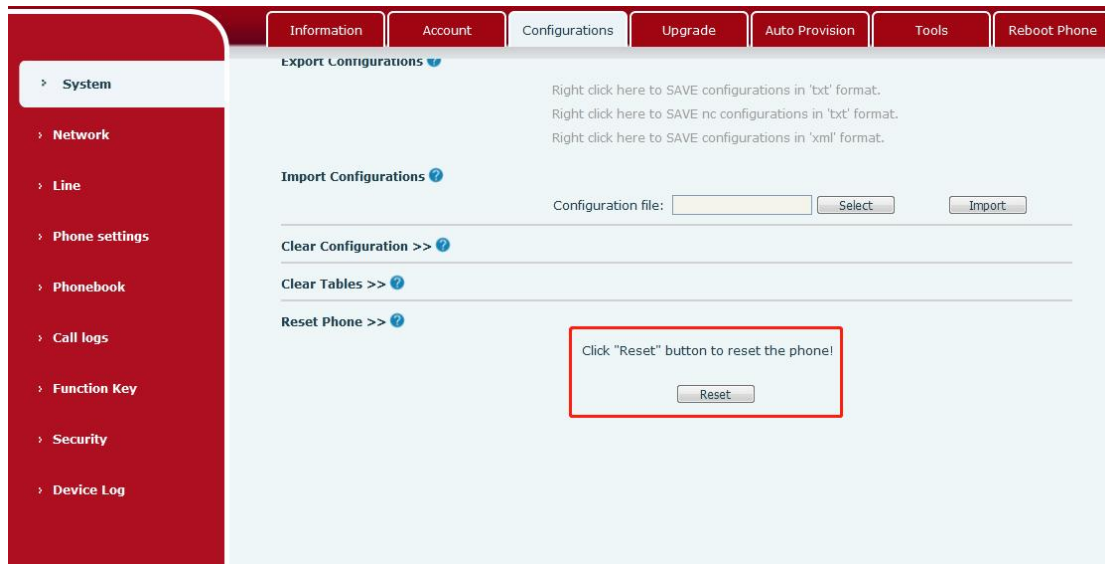 Information Account Configurations Upgrade Auto Provision Tools Reboot Phone
› System
› Network
› Line
› Phone settings
› Phonebook
› Call logs
› Function Key
› Security
› Device Log
Export Configurations
Right click here to SAVE configurations in 'txt' format.
Right click here to SAVE nc configurations in 'txt' format.
Right click here to SAVE configurations in 'xml' format.
Import Configurations ?
Configuration file: Select Import
Clear Configuration >> ?
Clear Tables >> ?
Reset Phone >> ?
Click "Reset" button to reset the phone!
Reset